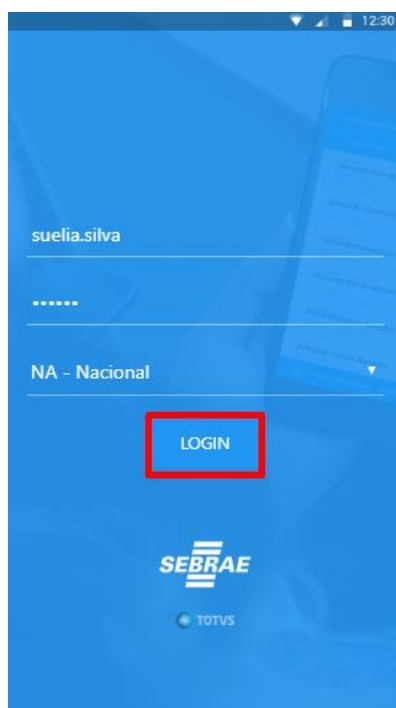 12:30
suelia.silva
••••••
NA - Nacional
LOGIN
SEBRAE
TOTVS